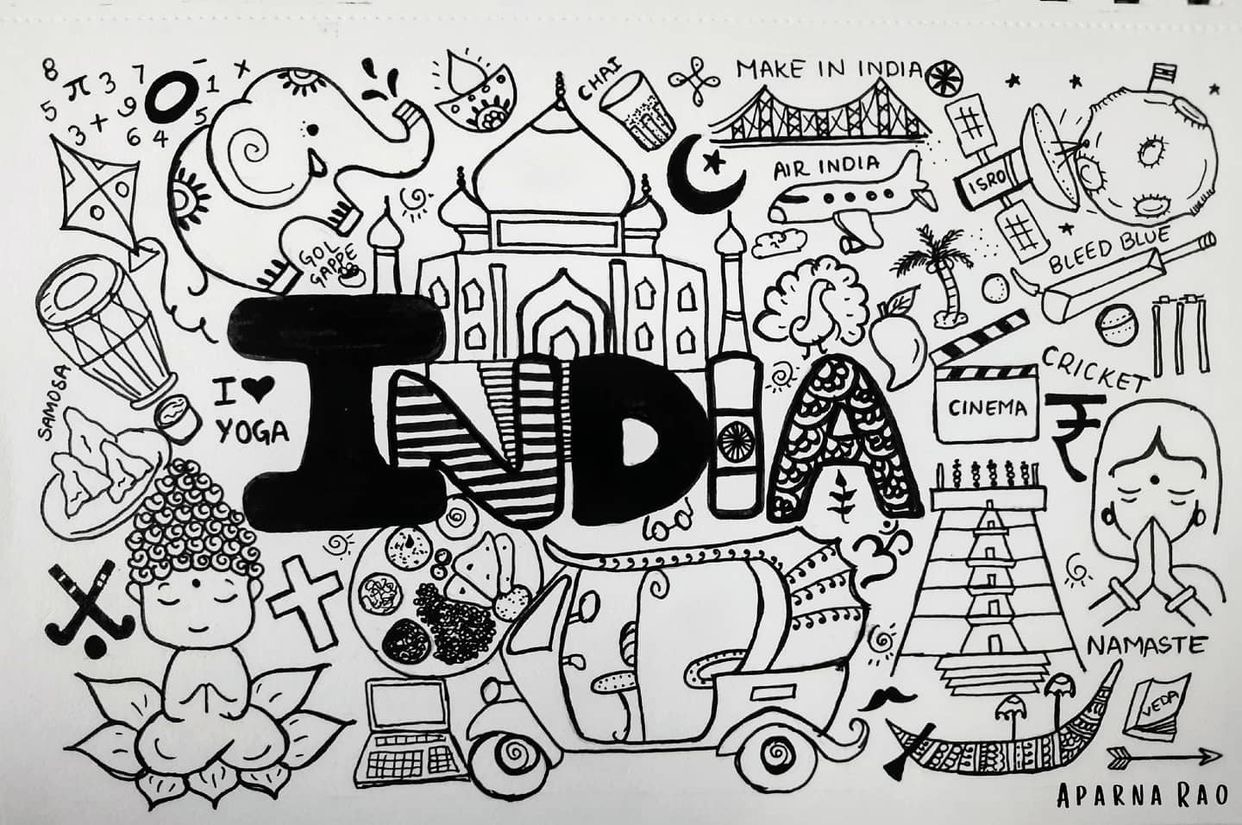 8 π 3 7 0 - 1 x
5 9 5
3 + 6 4
CHAI
MAKE IN INDIA
AIR INDIA
ISRO
GOL
GAPPE
BLEED BLUE
SAMOSA
I ♥
YOGA
INDIA
CINEMA
CRICKET
₹
ॐ
NAMASTE
VEDA
APARNA RAO